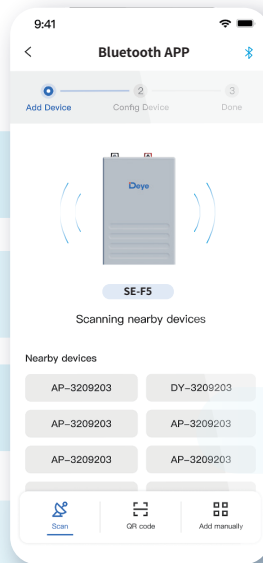 9:41
Bluetooth APP
2
3
Add Device
Config Device
Done
Deye
SE-F5
Scanning nearby devices
Nearby devices
AP-3209203 DY-3209203
AP-3209203 AP-3209203
AP-3209203 AP-3209203
Scan QR code Add manually